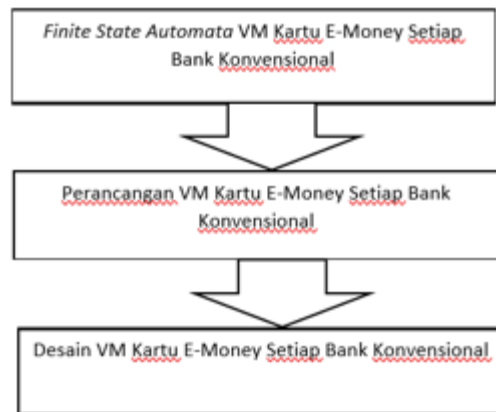 Finite State Automata VM Kartu E-Money Setiap
Bank Konvensional
Perancangan VM Kartu E-Money Setiap Bank
Konvensional
Desain VM Kartu E-Money Setiap Bank Konvensional